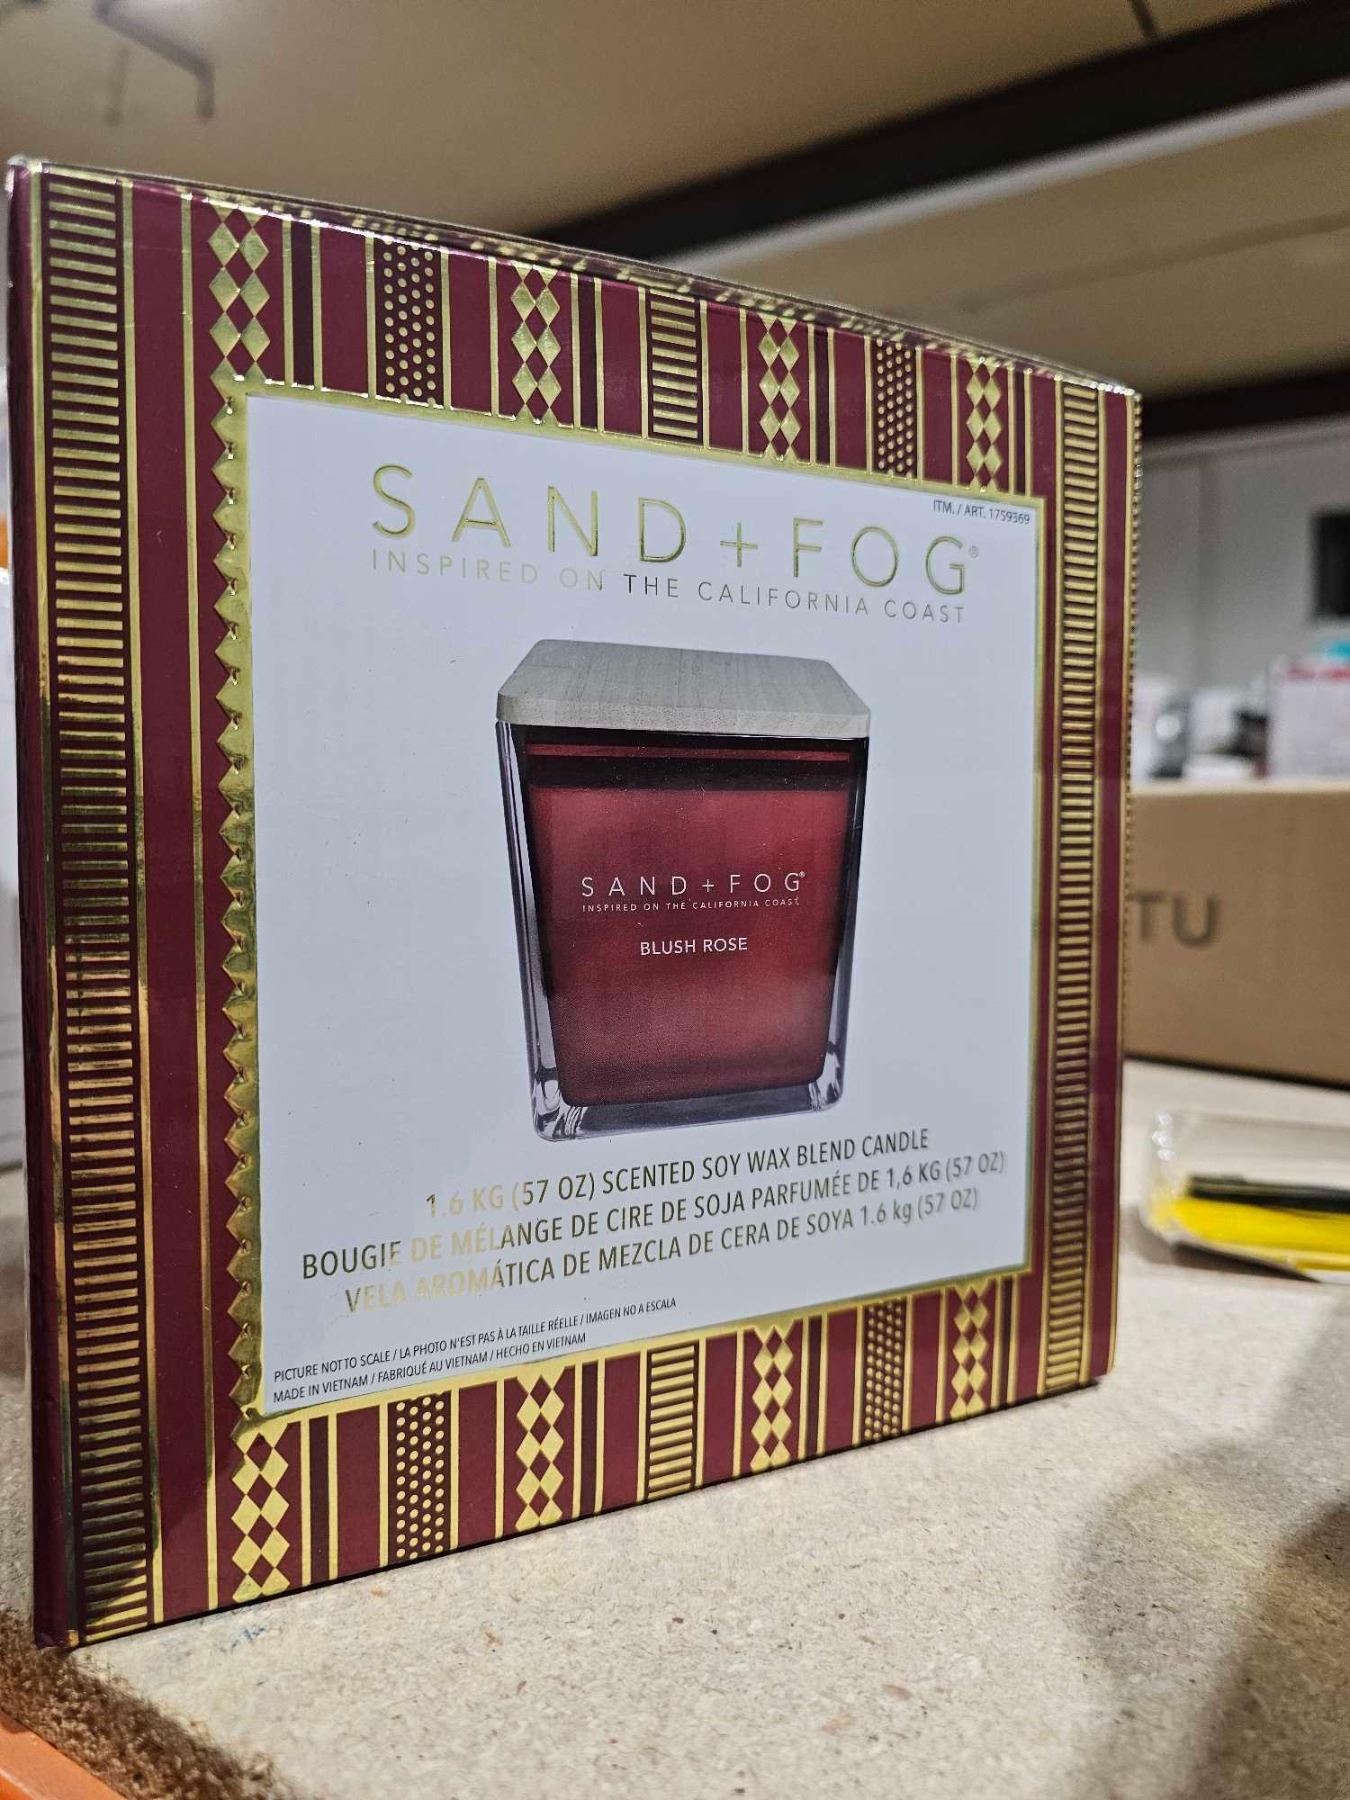 ITM. / ART. 1759369
SAND + FOG®
INSPIRED ON THE CALIFORNIA COAST
SAND + FOG®
INSPIRED ON THE CALIFORNIA COAST
BLUSH ROSE
1.6 KG (57 OZ) SCENTED SOY WAX BLEND CANDLE
BOUGIE DE MÉLANGE DE CIRE DE SOJA PARFUMÉE DE 1,6 KG (57 OZ)
VELA AROMÁTICA DE MEZCLA DE CERA DE SOYA 1.6 kg (57 OZ)
PICTURE NOT TO SCALE / LA PHOTO N'EST PAS À LA TAILLE RÉELLE / IMAGEN NO A ESCALA
MADE IN VIETNAM / FABRIQUÉ AU VIETNAM / HECHO EN VIETNAM
TU